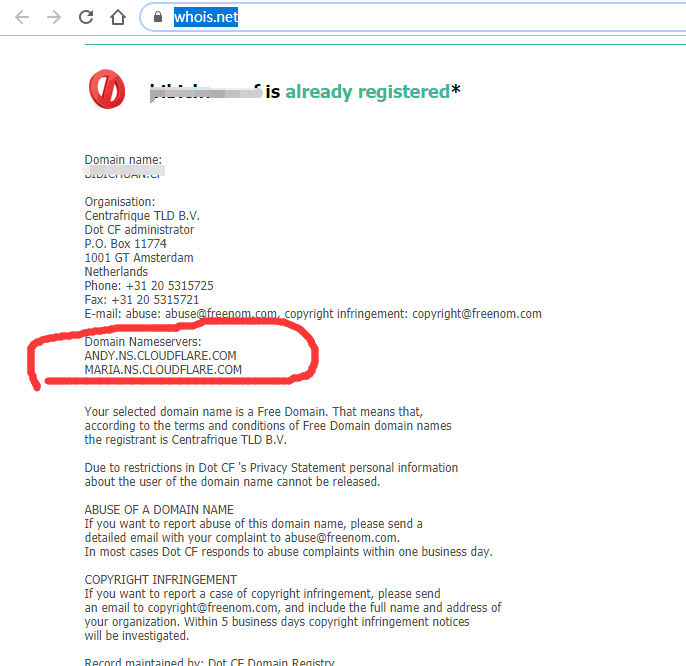 whois.net
is already registered*
Domain name:
Organisation:
Centrafrique TLD B.V.
Dot CF administrator
P.O. Box 11774
1001 GT Amsterdam
Netherlands
Phone: +31 20 5315725
Fax: +31 20 5315721
E-mail: abuse: abuse@freenom.com, copyright infringement: copyright@freenom.com
Domain Nameservers:
ANDY.NS.CLOUDFLARE.COM
MARIA.NS.CLOUDFLARE.COM
Your selected domain name is a Free Domain. That means that,
according to the terms and conditions of Free Domain domain names
the registrant is Centrafrique TLD B.V.
Due to restrictions in Dot CF 's Privacy Statement personal information
about the user of the domain name cannot be released.
ABUSE OF A DOMAIN NAME
If you want to report abuse of this domain name, please send a
detailed email with your complaint to abuse@freenom.com.
In most cases Dot CF responds to abuse complaints within one business day.
COPYRIGHT INFRINGEMENT
If you want to report a case of copyright infringement, please send
an email to copyright@freenom.com, and include the full name and address of
your organization. Within 5 business days copyright infringement notices
will be investigated.
Record maintained by: Dot CF Domain Registry